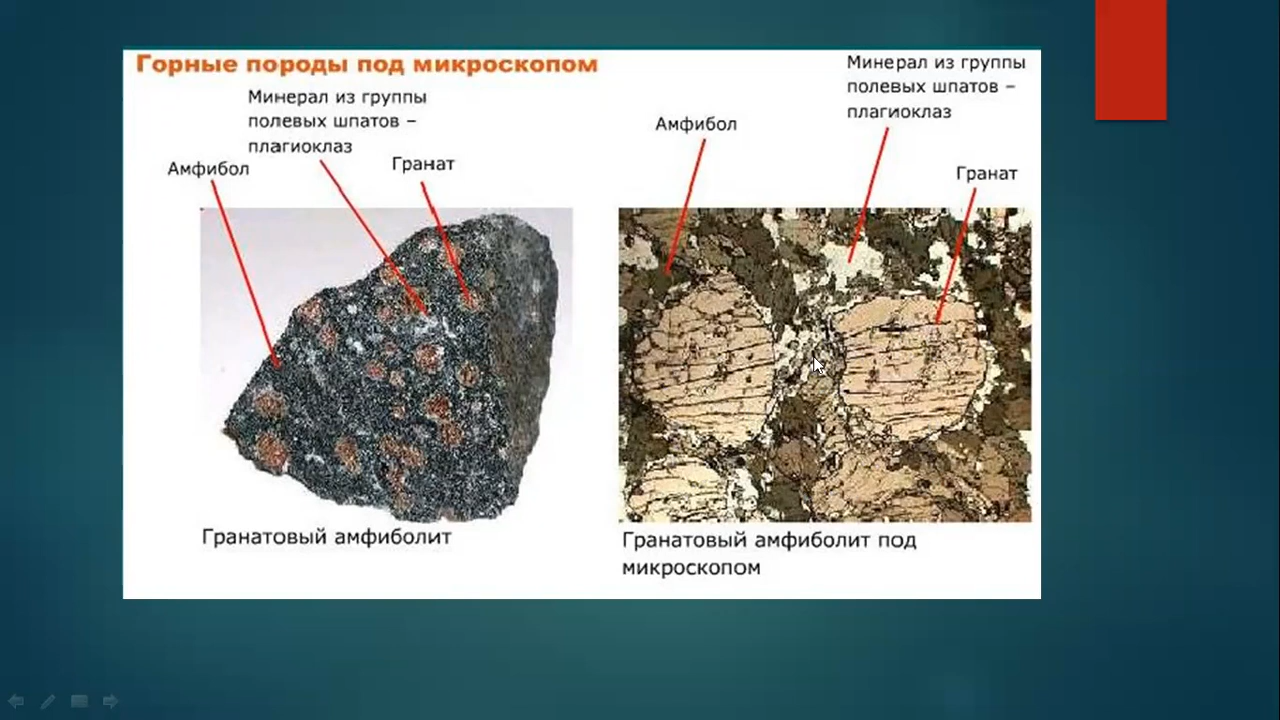 Горные породы под микроскопом
Минерал из группы
полевых шпатов –
плагиоклаз
Амфибол
Гранат
Гранатовый амфиболит
Амфибол
Минерал из группы
полевых шпатов –
плагиоклаз
Гранат
Гранатовый амфиболит под
микроскопом